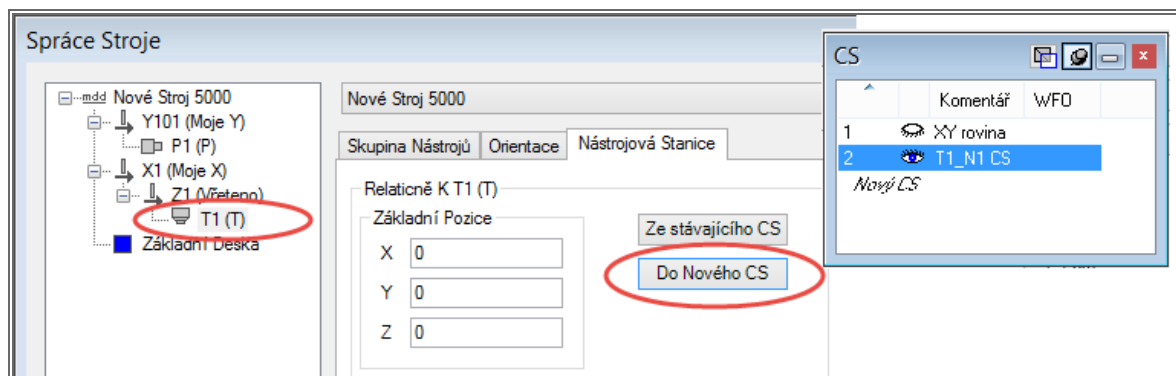 Spráce Stroje
mdd Nové Stroj 5000
Y101 (Moje Y)
P1 (P)
X1 (Moje X)
Z1 (Vřeteno)
T1 (T)
Základní Deska
Nové Stroj 5000
Skupina Nástrojů Orientace Nástrojová Stanice
Relaticně K T1 (T)
Základní Pozice
X 0
Y 0
Z 0
Ze stávajícího CS
Do Nového CS
CS
Komentář WFO
1 XY rovina
2 T1_N1 CS
Nový CS